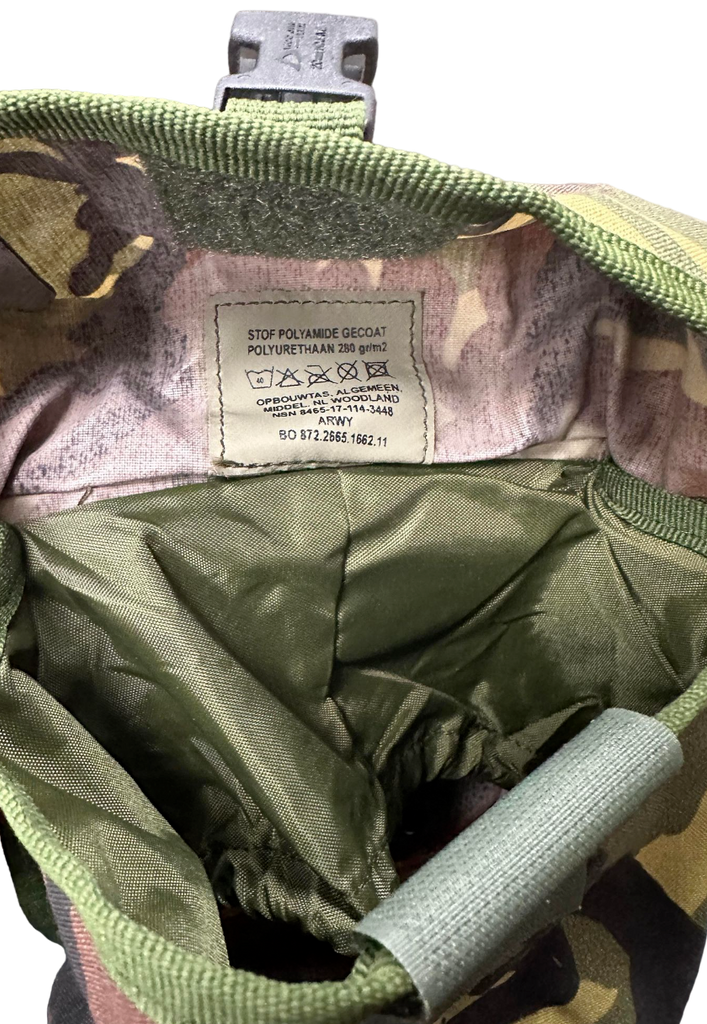 STOF POLYAMIDE GECOAT
POLYURETHAAN 280 gr/m2
40
OPBOUWTAS, ALGEMEEN,
MIDDEL, NL WOODLAND
NSN 8465-17-114-3448
ARWY
BO 872.2665.1662.11